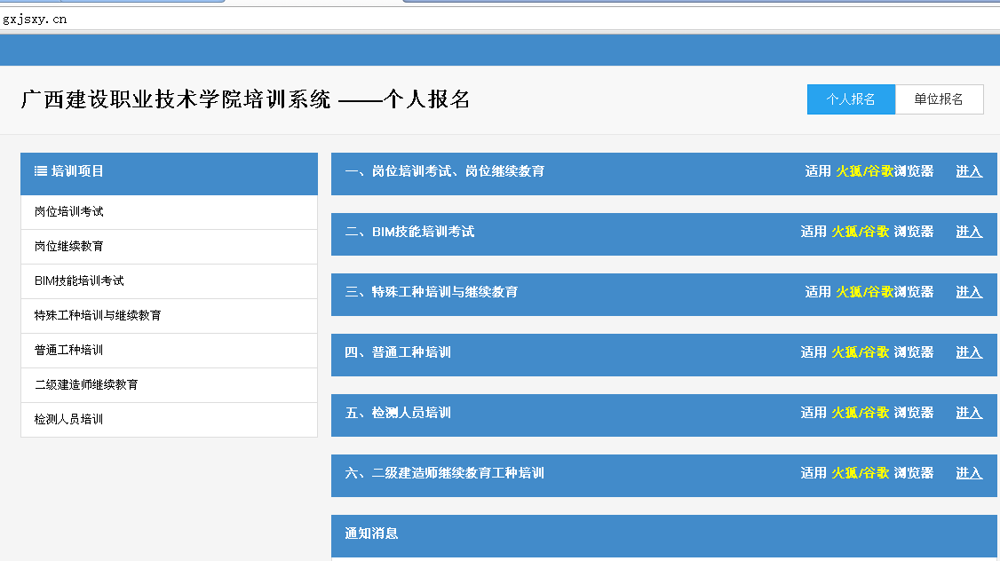 gxjsxy.cn
广西建设职业技术学院培训系统 ——个人报名
个人报名 单位报名
培训项目
岗位培训考试
岗位继续教育
BIM技能培训考试
特殊工种培训与继续教育
普通工种培训
二级建造师继续教育
检测人员培训
一、岗位培训考试、岗位继续教育 适用 火狐/谷歌浏览器 进入
二、BIM技能培训考试 适用 火狐/谷歌 浏览器 进入
三、特殊工种培训与继续教育 适用 火狐/谷歌浏览器 进入
四、普通工种培训 适用 火狐/谷歌 浏览器 进入
五、检测人员培训 适用 火狐/谷歌 浏览器 进入
六、二级建造师继续教育工种培训 适用 火狐/谷歌 浏览器 进入
通知消息